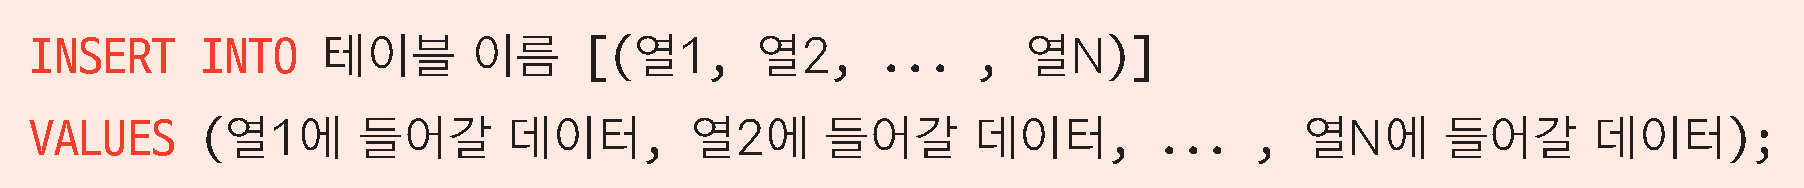 INSERT INTO 테이블 이름 [(열1, 열2, ... , 열N)]
VALUES (열1에 들어갈 데이터, 열2에 들어갈 데이터, ... , 열N에 들어갈 데이터);